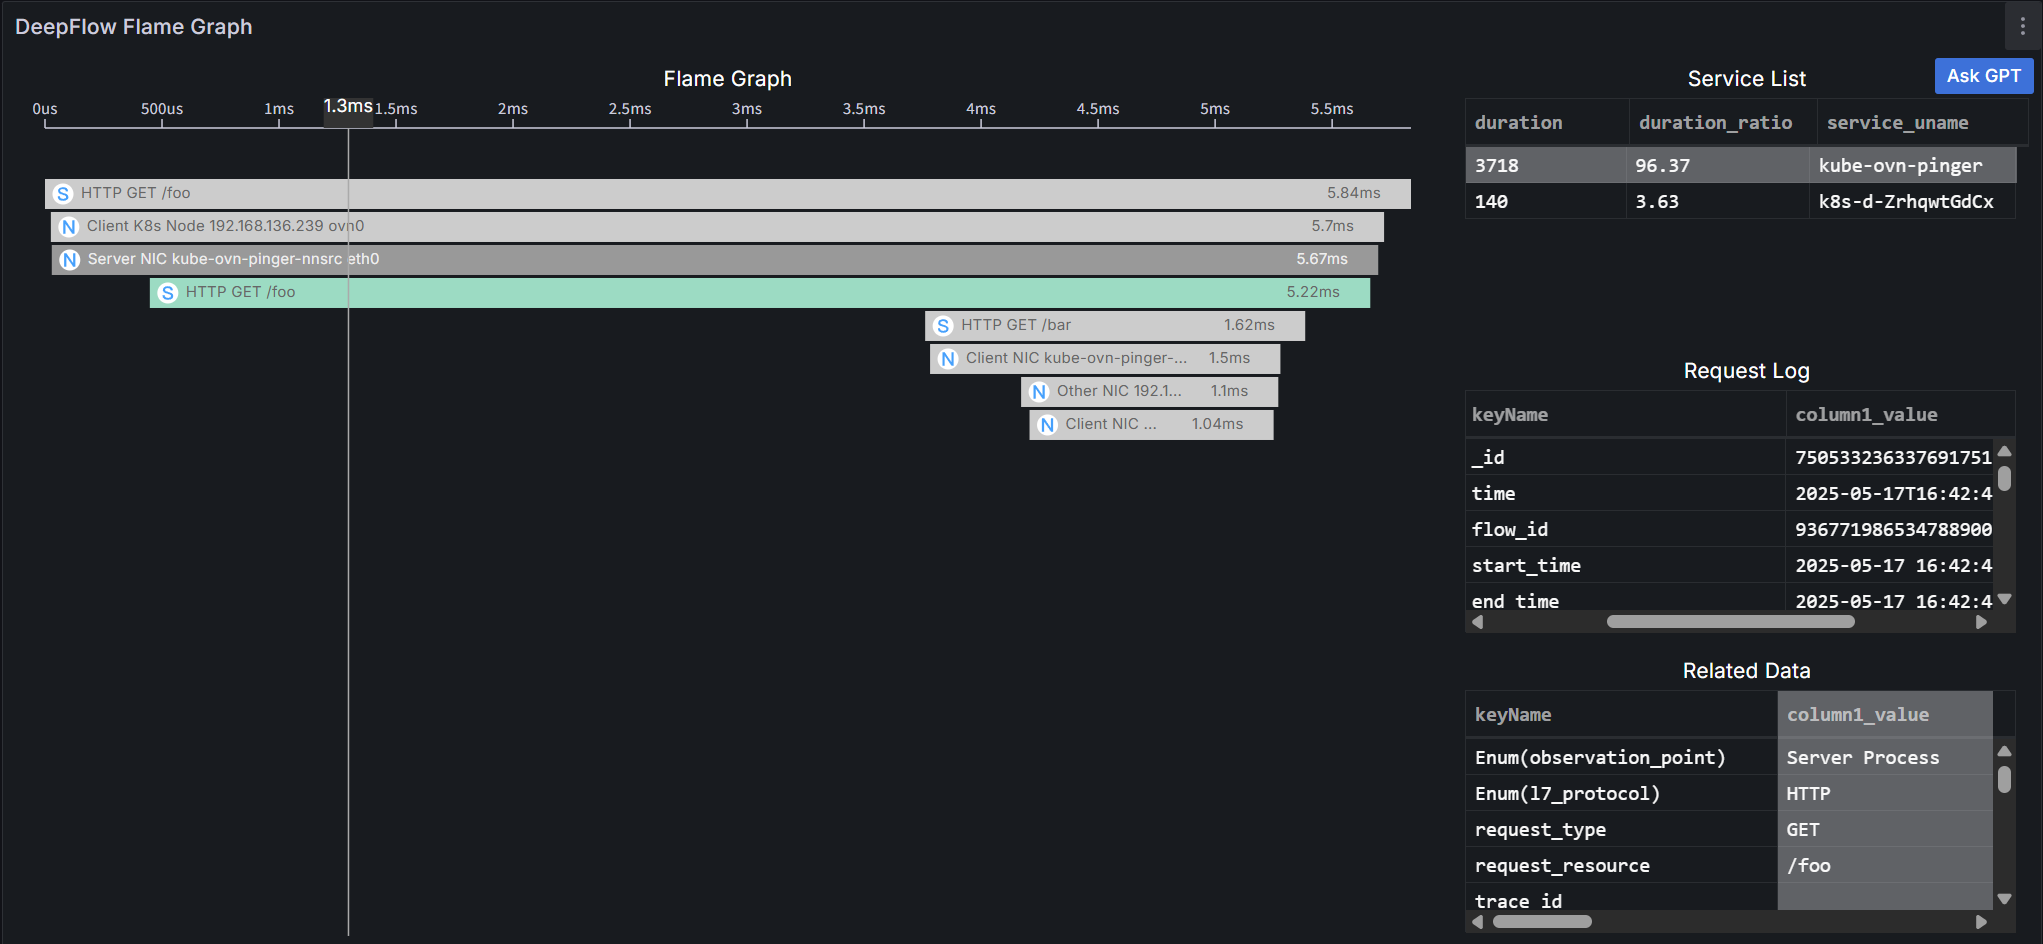 DeepFlow Flame Graph
Flame Graph
0us 500us 1ms 1.3ms 1.5ms 2ms 2.5ms 3ms 3.5ms 4ms 4.5ms 5ms 5.5ms
S HTTP GET /foo 5.84ms
N Client K8s Node 192.168.136.239 ovn0 5.7ms
N Server NIC kube-ovn-pinger-nnsrc eth0 5.67ms
S HTTP GET /foo 5.22ms
S HTTP GET /bar 1.62ms
N Client NIC kube-ovn-pinger-... 1.5ms
N Other NIC 192.1... 1.1ms
N Client NIC ... 1.04ms
Service List
Ask GPT
duration duration_ratio service_uname
3718 96.37 kube-ovn-pinger
140 3.63 k8s-d-ZrhqwtGdCx
Request Log
keyName column1_value
_id 750533236337691751
time 2025-05-17T16:42:4
flow_id 936771986534788900
start_time 2025-05-17 16:42:4
end_time 2025-05-17 16:42:4
Related Data
keyName column1_value
Enum(observation_point) Server Process
Enum(l7_protocol) HTTP
request_type GET
request_resource /foo
trace_id